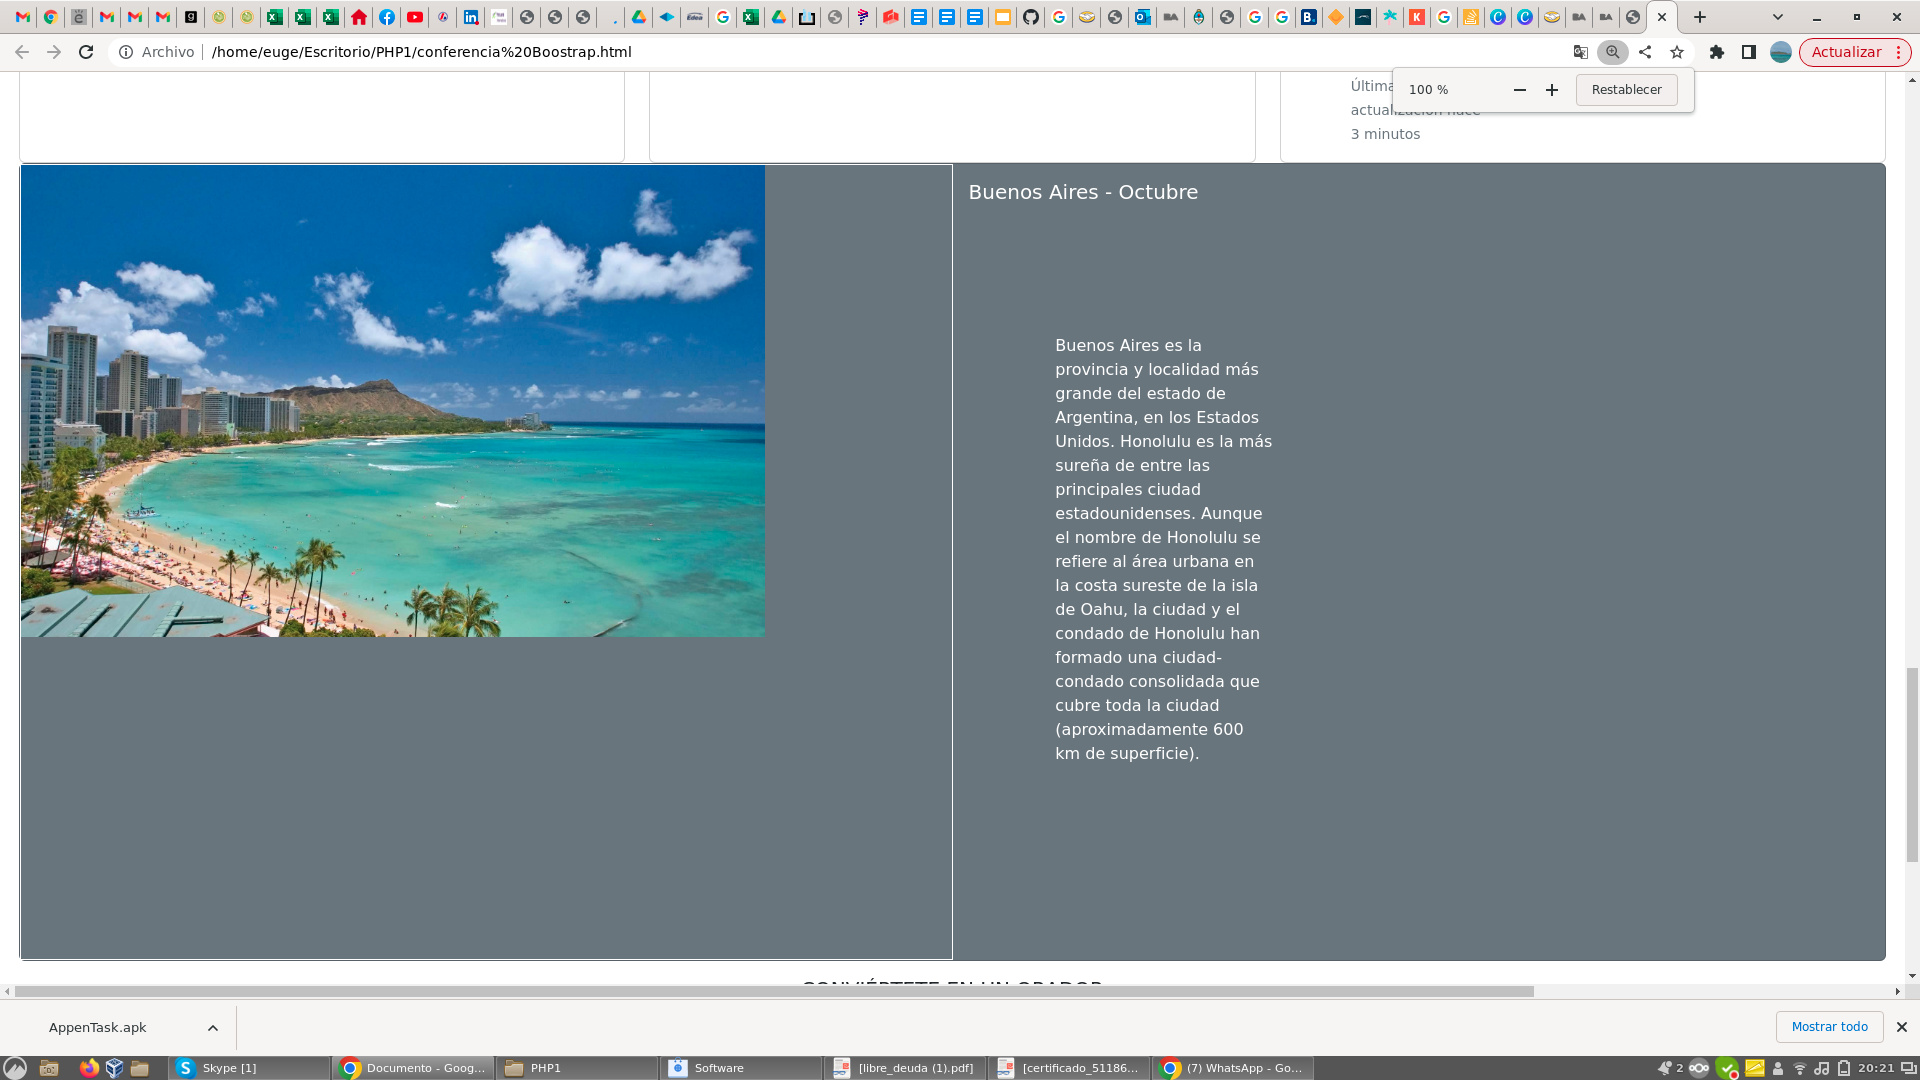 Archivo
/home/euge/Escritorio/PHP1/conferencia%20Boostrap.html
Actualizar
100 %
Restablecer
3 minutos
Buenos Aires - Octubre
Buenos Aires es la
provincia y localidad más
grande del estado de
Argentina, en los Estados
Unidos. Honolulu es la más
sureña de entre las
principales ciudad
estadounidenses. Aunque
el nombre de Honolulu se
refiere al área urbana en
la costa sureste de la isla
de Oahu, la ciudad y el
condado de Honolulu han
formado una ciudad-
condado consolidada que
cubre toda la ciudad
(aproximadamente 600
km de superficie).
CONVIÉRTETE EN UN ORADOR
AppenTask.apk
Mostrar todo
Skype [1]
Documento - Goog...
PHP1
Software
[libre_deuda (1).pdf]
[certificado_51186...
(7) WhatsApp - Go...
2
20:21